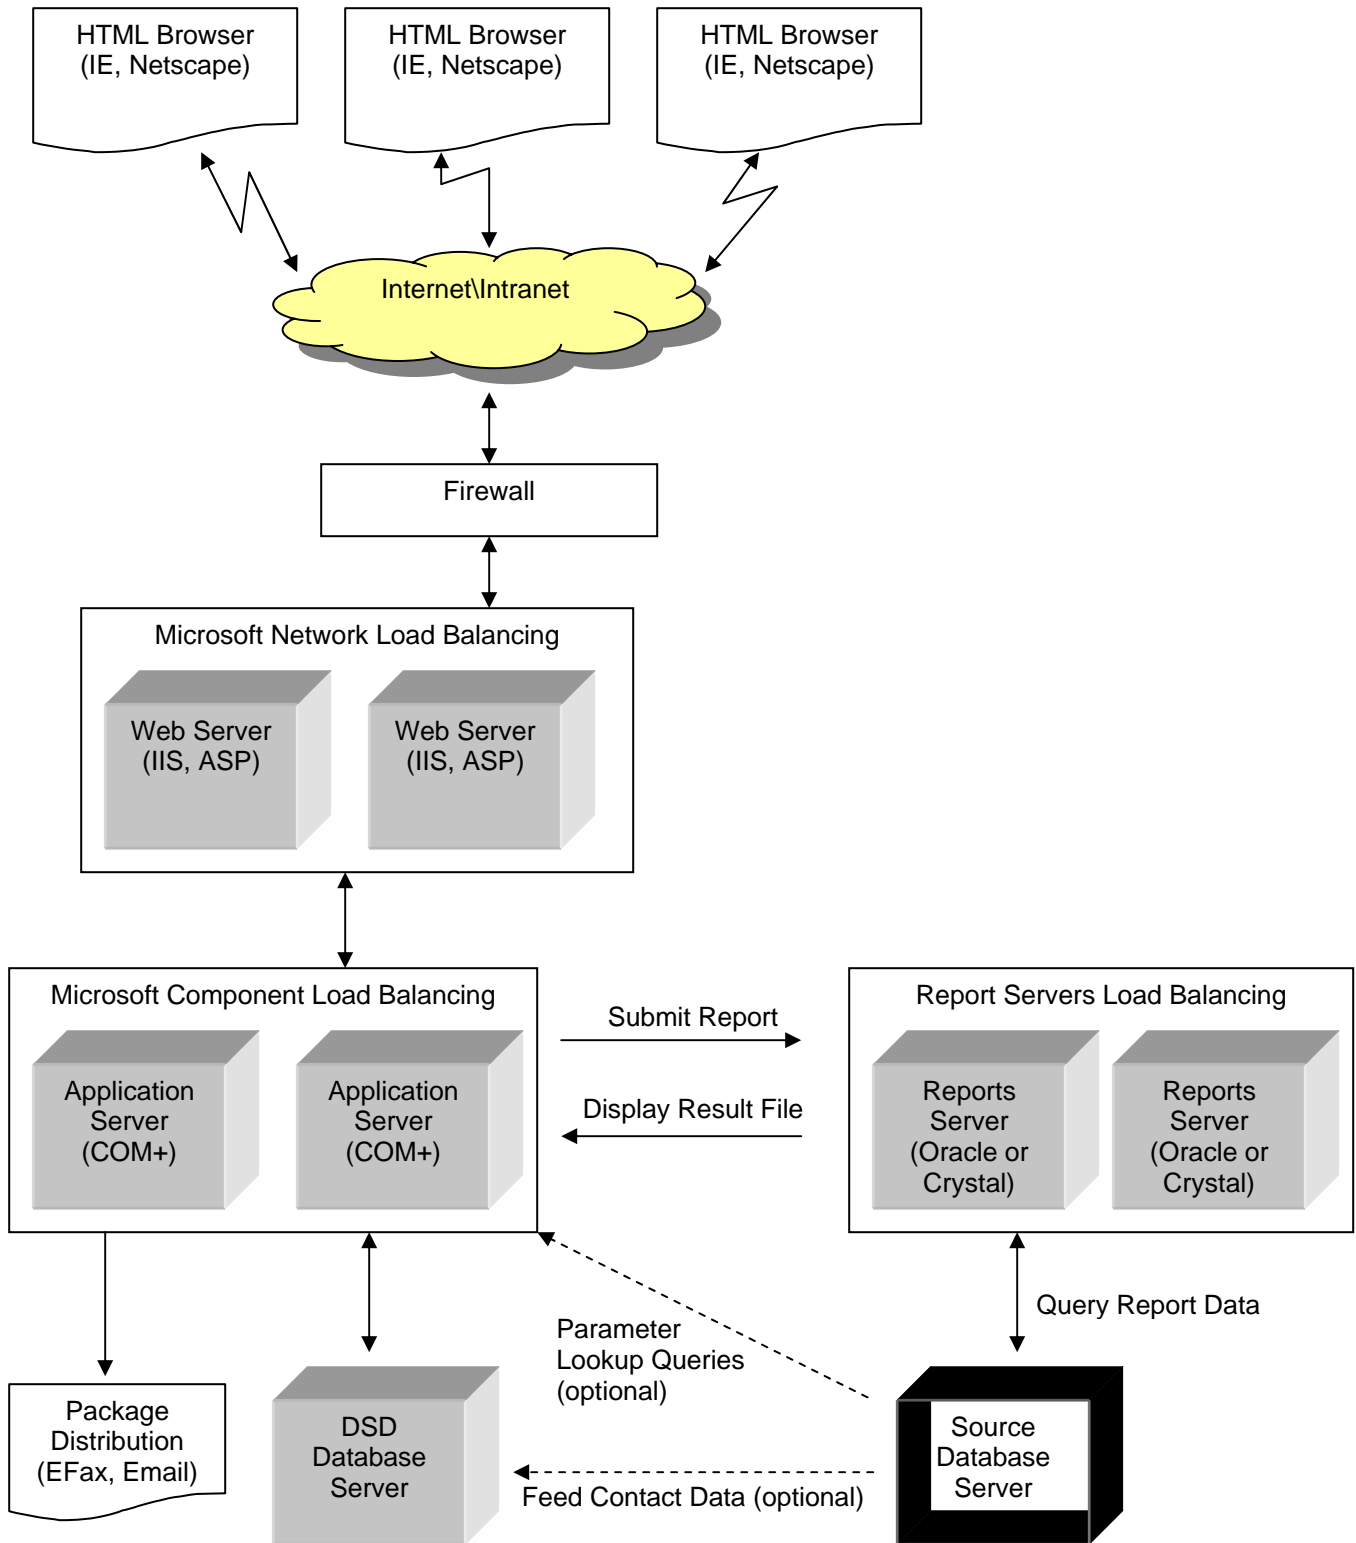 HTML Browser
(IE, Netscape)
HTML Browser
(IE, Netscape)
HTML Browser
(IE, Netscape)
Internet\Intranet
Firewall
Microsoft Network Load Balancing
Web Server
(IIS, ASP)
Web Server
(IIS, ASP)
Microsoft Component Load Balancing
Application
Server
(COM+)
Application
Server
(COM+)
Submit Report
Display Result File
Report Servers Load Balancing
Reports
Server
(Oracle or
Crystal)
Reports
Server
(Oracle or
Crystal)
Query Report Data
Parameter
Lookup Queries
(optional)
Package
Distribution
(EFax, Email)
DSD
Database
Server
Feed Contact Data (optional)
Source
Database
Server